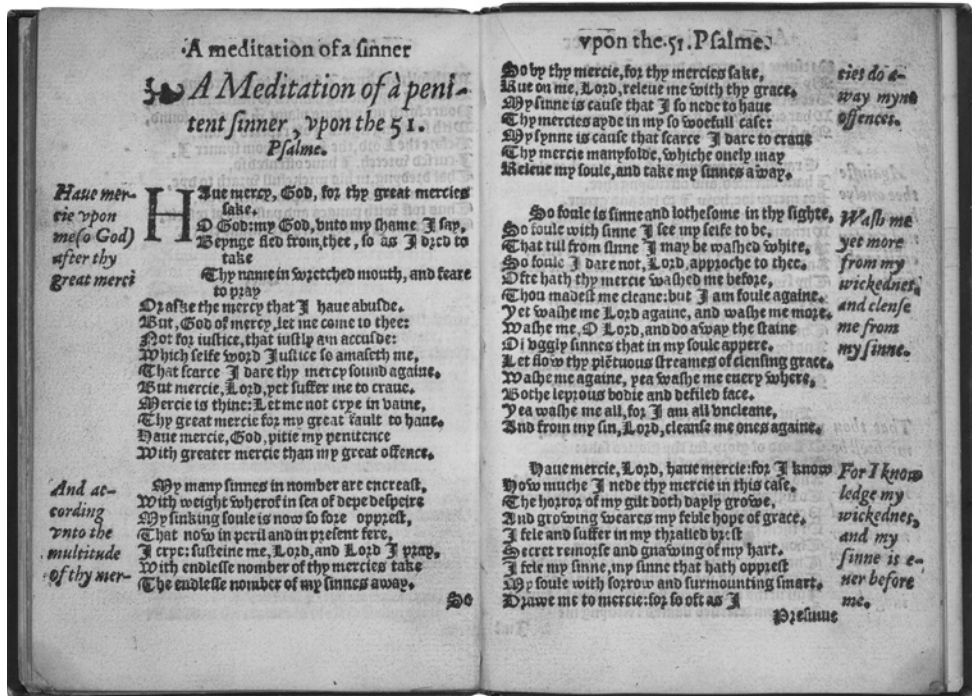 A meditation of a sinner
A Meditation of à peni-
tent sinner, vpon the 51.
Psalme.
Haue mer-
cie vpon
me (o God)
after thy
great merci
HAue mercy, God, for thy great mercies
sake.
O God: my God, vnto my shame I say,
Beynge fled from thee, so as I dred to
take
Thy name in wretched mouth, and feare
to pray
Or aske the mercy that I haue abusde.
But, God of mercy, let me come to thee:
Not for iustice, that iustly am accusde:
Which selfe word Iustice so amaseth me,
That scarce I dare thy mercy sound againe.
But mercie, Lord, yet suffer me to craue.
Mercie is thine: Let me not crye in vaine,
Thy great mercie for my great fault to haue.
Haue mercie, God, pitie my penitence
With greater mercie than my great offence.
And ac-
cording
vnto the
multitude
of thy mer-
My many sinnes in nomber are encreast,
With weight wherof in sea of depe despeire
My sinking soule is now so sore opprest,
That now in peril and in present fere,
I crye: susteine me, Lord, and Lord I pray,
With endlesse nomber of thy mercies take
The endlesse nomber of my sinnes away.
So
vpon the 51. Psalme.
So by thy mercie, for thy mercies sake,
Rue on me, Lord, releue me with thy grace.
My sinne is cause that I so nede to haue
Thy mercies ayde in my so woefull case:
My synne is cause that scarce I dare to craue
Thy mercie manyfolde, whiche onely may
Releue my soule, and take my sinnes away.
cies do a-
way myne
offences.
So foule is sinne and lothesome in thy sighte,
So foule with sinne I see my selfe to be,
That till from sinne I may be washed white,
So foule I dare not, Lord, approche to thee.
Ofte hath thy mercie washed me before,
Thou madest me cleane: but I am foule againe.
Yet washe me Lord againe, and washe me more.
Washe me, O Lord, and do away the staine
Of vggly sinnes that in my soule appere.
Let flow thy plētuous streames of clensing grace.
Washe me againe, yea washe me euery where,
Bothe leprous bodie and defiled face.
Yea washe me all, for I am all vncleane,
And from my sin, Lord, cleanse me ones againe.
Wash me
yet more
from my
wickednes,
and clense
me from
my sinne.
Haue mercie, Lord, haue mercie: for I know
How muche I nede thy mercie in this case.
The horror of my gilt doth dayly growe,
And growing weares my feble hope of grace.
I fele and suffer in my thralled brest
Secret remorse and gnawing of my hart.
I fele my sinne, my sinne that hath opprest
My soule with sorrow and surmounting smart.
Drawe me to mercie: for so oft as I
Presume
For I know
ledge my
wickednes,
and my
sinne is e-
uer before
me.